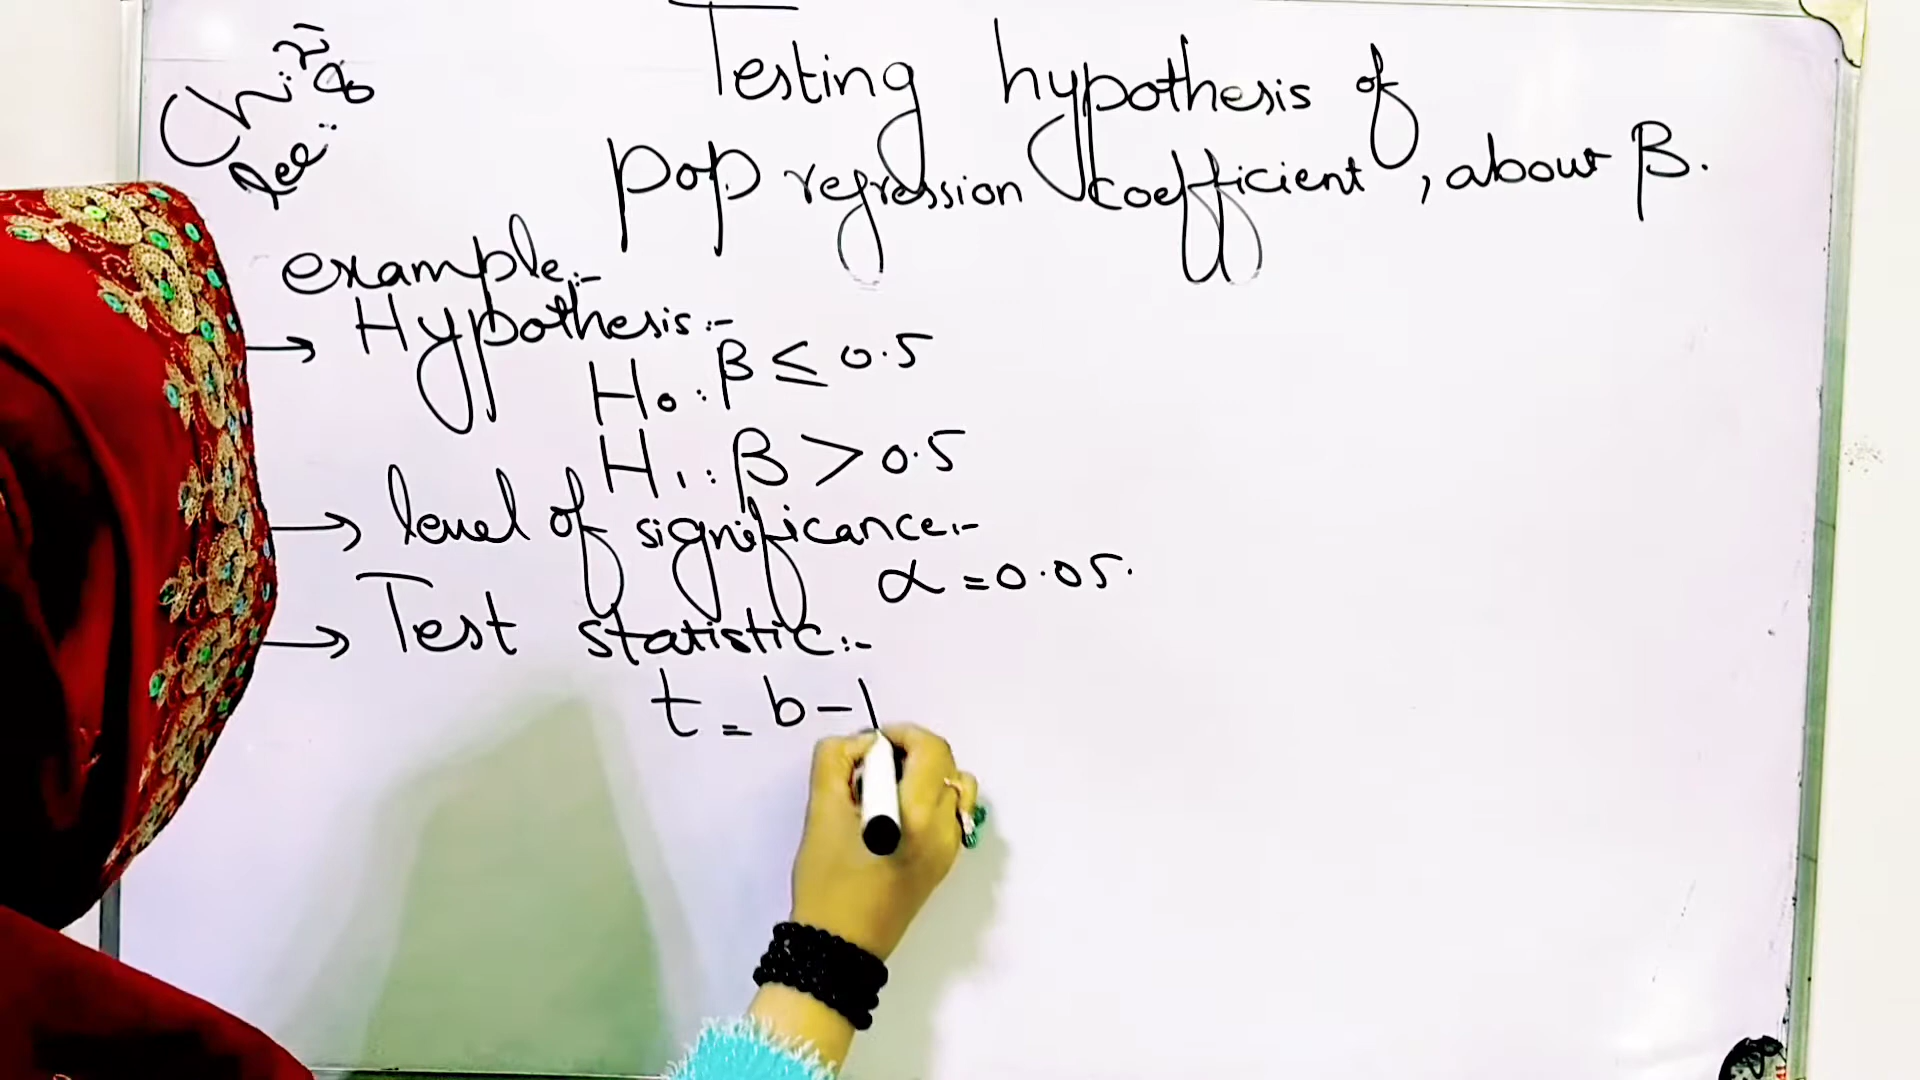 Testing hypothesis of
pop regression coefficient, about β.
example:-
→ Hypothesis:-
H₀: β ≤ 0.5
H₁: β > 0.5
→ level of significance:-
α = 0.05.
→ Test statistic:-
t = b -